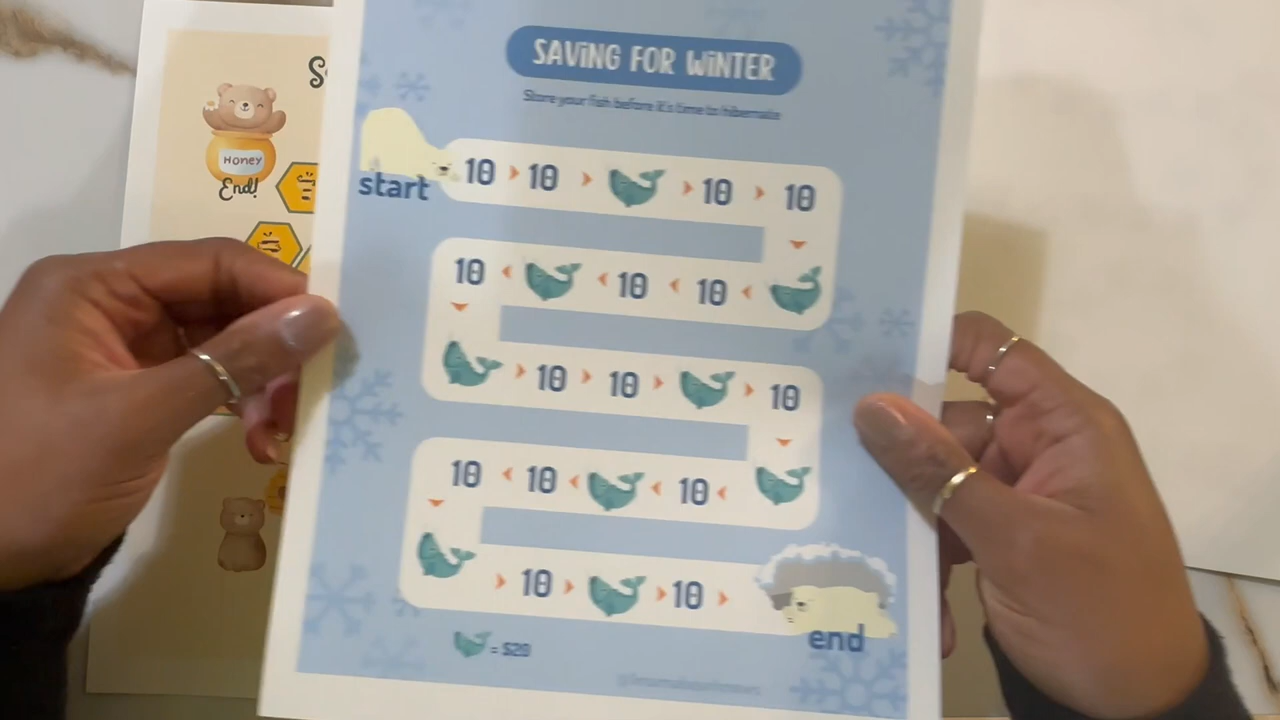 SAVING FOR WINTER
Store your fish before it's time to hibernate
start
10 10 10 10
10 10 10
10 10 10
10 10 10
10 10
= $20
end
HONEY
End!